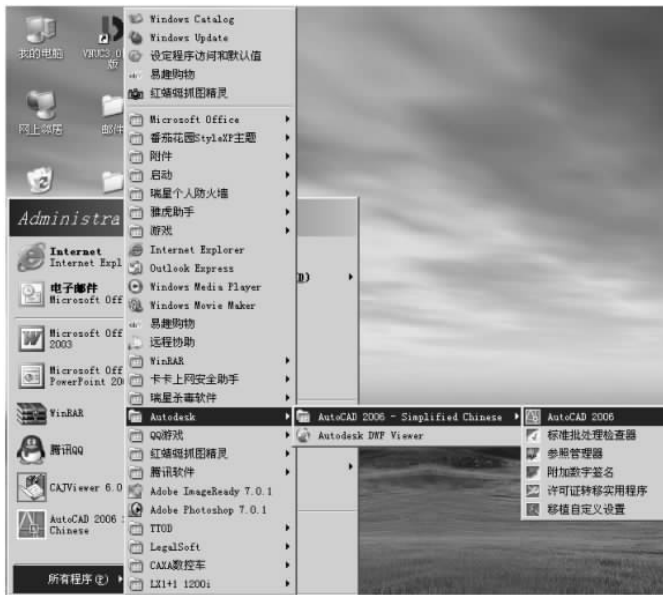 我的电脑
网上邻居
邮件
Administra
Internet
Internet Expl
电子邮件
Microsoft Off
Microsoft Off
2003
Microsoft Off
PowerPoint 20
WinRAR
腾讯QQ
CAJViewer 6.0
AutoCAD 2006
Chinese
所有程序(P)
Windows Catalog
Windows Update
设定程序访问和默认值
易趣购物
红蜻蜓抓图精灵
Microsoft Office
番茄花园StyleXP主题
附件
启动
瑞星个人防火墙
雅虎助手
游戏
Internet Explorer
Outlook Express
Windows Media Player
Windows Movie Maker
易趣购物
远程协助
WinRAR
卡卡上网安全助手
瑞星杀毒软件
Autodesk
QQ游戏
红蜻蜓抓图精灵
腾讯软件
Adobe ImageReady 7.0.1
Adobe Photoshop 7.0.1
TTOD
LegalSoft
CAXA数控车
LX1+1 1200i
D)
AutoCAD 2006 - Simplified Chinese
Autodesk DWF Viewer
AutoCAD 2006
标准批处理检查器
参照管理器
附加数字签名
许可证转移实用程序
移植自定义设置